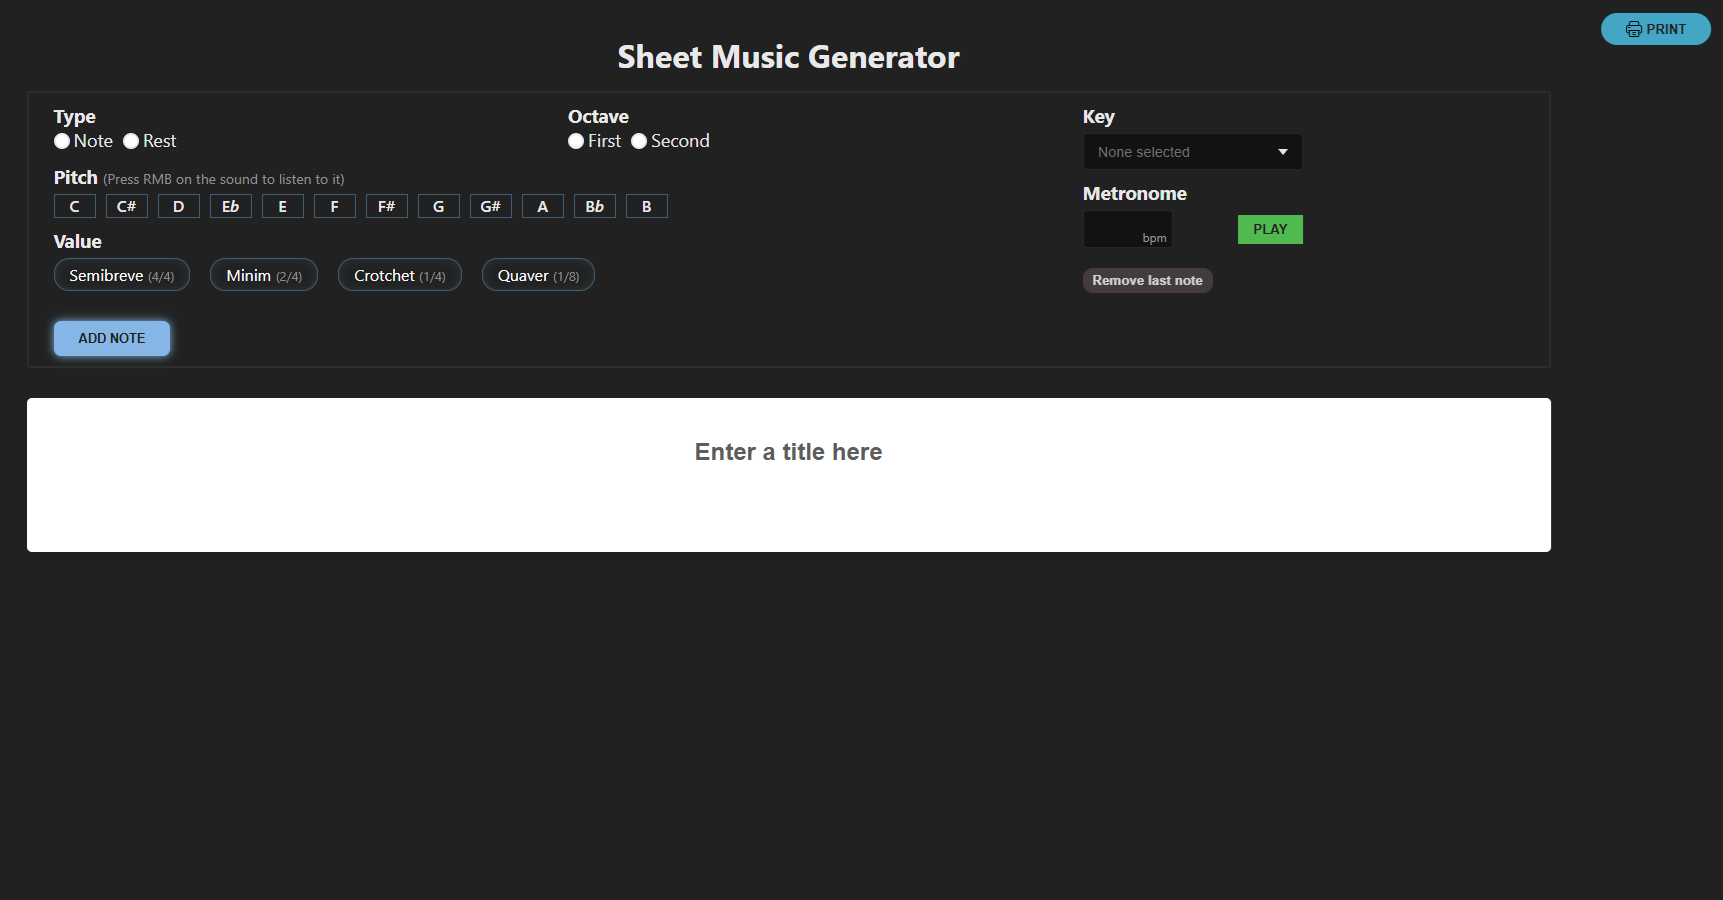 PRINT
Sheet Music Generator
Type
Note Rest
Octave
First Second
Key
None selected
Pitch (Press RMB on the sound to listen to it)
C C# D Eb E F F# G G# A Bb B
Metronome
bpm
PLAY
Value
Semibreve (4/4) Minim (2/4) Crotchet (1/4) Quaver (1/8)
Remove last note
ADD NOTE
Enter a title here